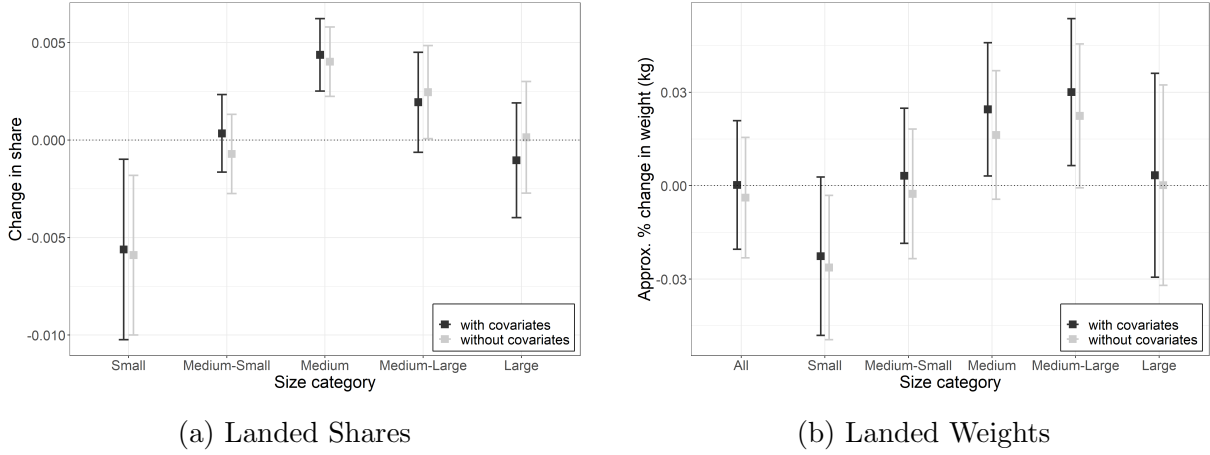 Change in share
0.005
0.000
-0.005
-0.010
with covariates
without covariates
Small Medium-Small Medium Medium-Large Large
Size category
(a) Landed Shares
Approx. % change in weight (kg)
0.03
0.00
-0.03
with covariates
without covariates
All Small Medium-Small Medium Medium-Large Large
Size category
(b) Landed Weights